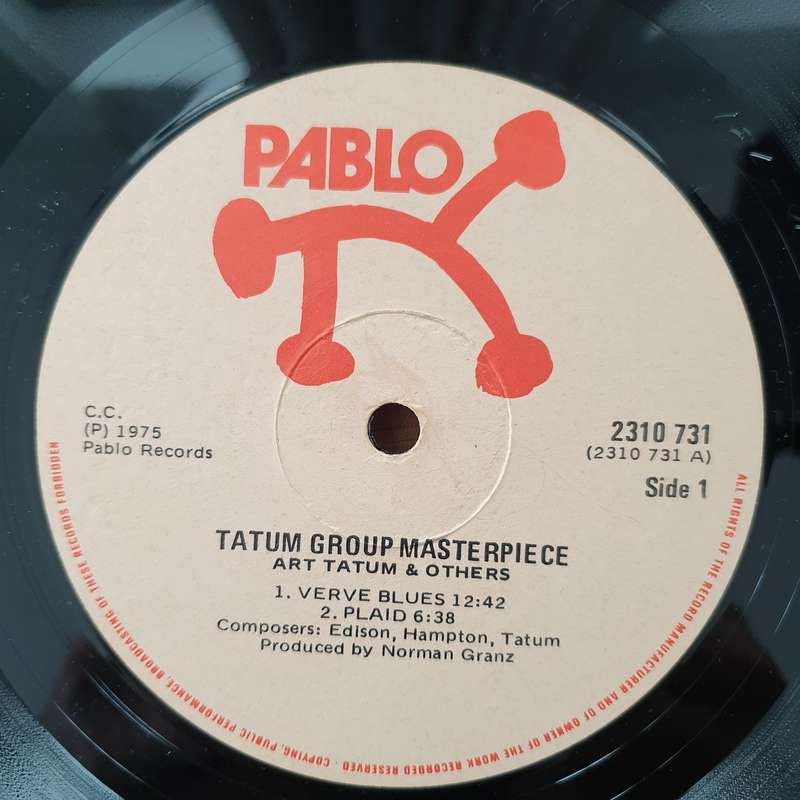 PABLO
C.C.
(P) 1975
Pablo Records
2310 731
(2310 731 A)
Side 1
TATUM GROUP MASTERPIECE
ART TATUM & OTHERS
1. VERVE BLUES 12:42
2. PLAID 6:38
Composers: Edison, Hampton, Tatum
Produced by Norman Granz
ALL RIGHTS OF THE RECORD MANUFACTURER AND OF OWNER OF THE WORK RECORDED RESERVED · COPYING, PUBLIC PERFORMANCE, BROADCASTING OF THESE RECORDS FORBIDDEN